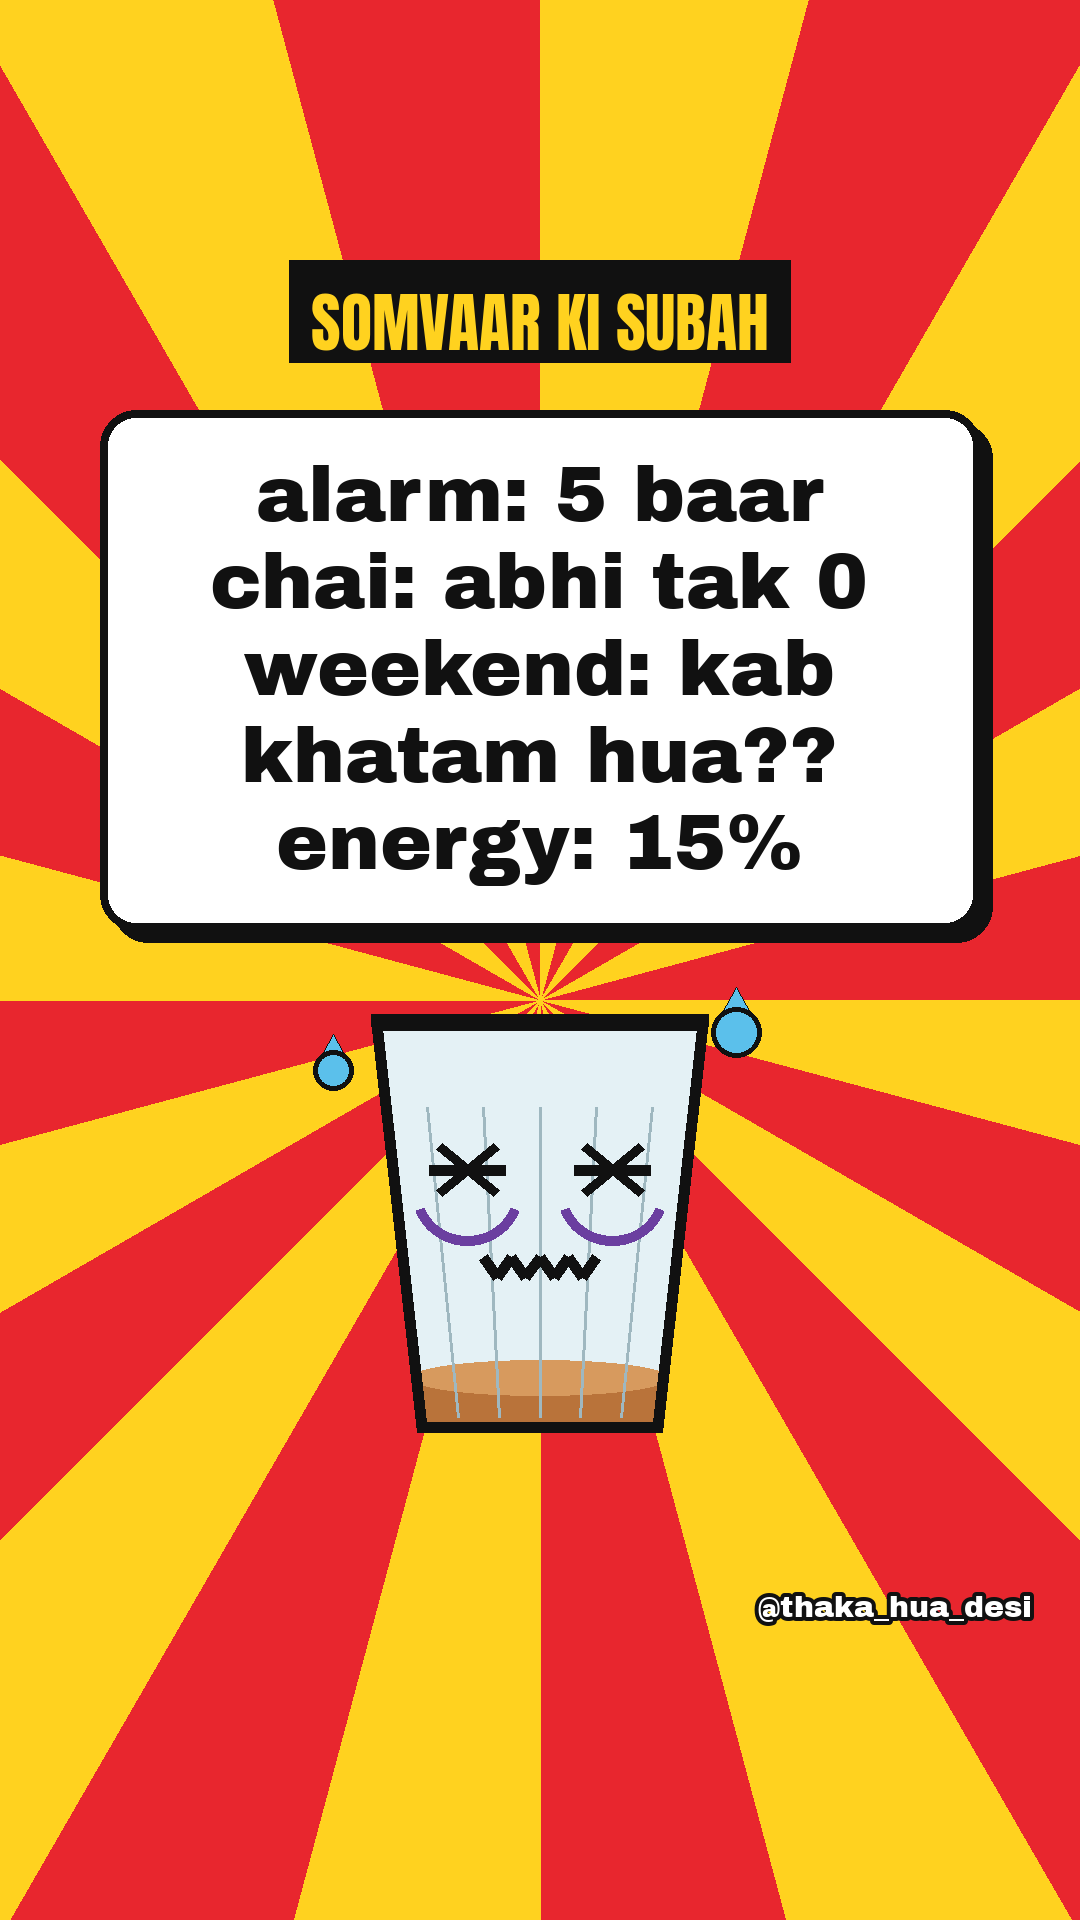 SOMVAAR KI SUBAH
alarm: 5 baar
chai: abhi tak 0
weekend: kab
khatam hua??
energy: 15%
@thaka_hua_desi